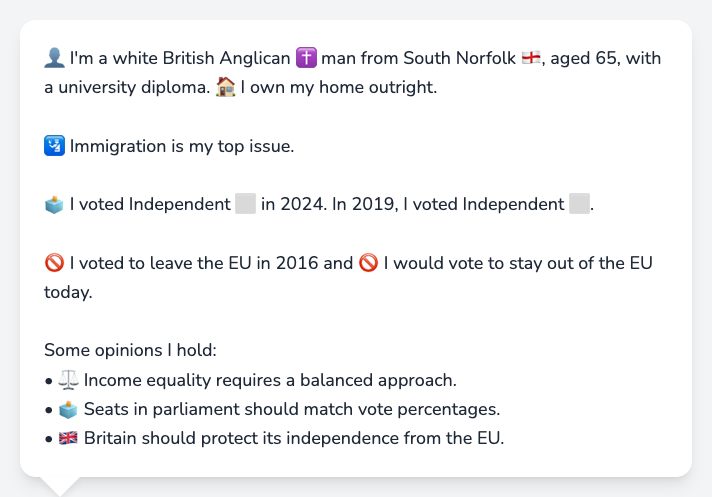 👤 I'm a white British Anglican ✝️ man from South Norfolk 🏴󠁧󠁢󠁥󠁮󠁧󠁿, aged 65, with
a university diploma. 🏠 I own my home outright.
🛂 Immigration is my top issue.
🗳️ I voted Independent ⬜ in 2024. In 2019, I voted Independent ⬜.
🚫 I voted to leave the EU in 2016 and 🚫 I would vote to stay out of the EU
today.
Some opinions I hold:
• ⚖️ Income equality requires a balanced approach.
• 🗳️ Seats in parliament should match vote percentages.
• 🇬🇧 Britain should protect its independence from the EU.